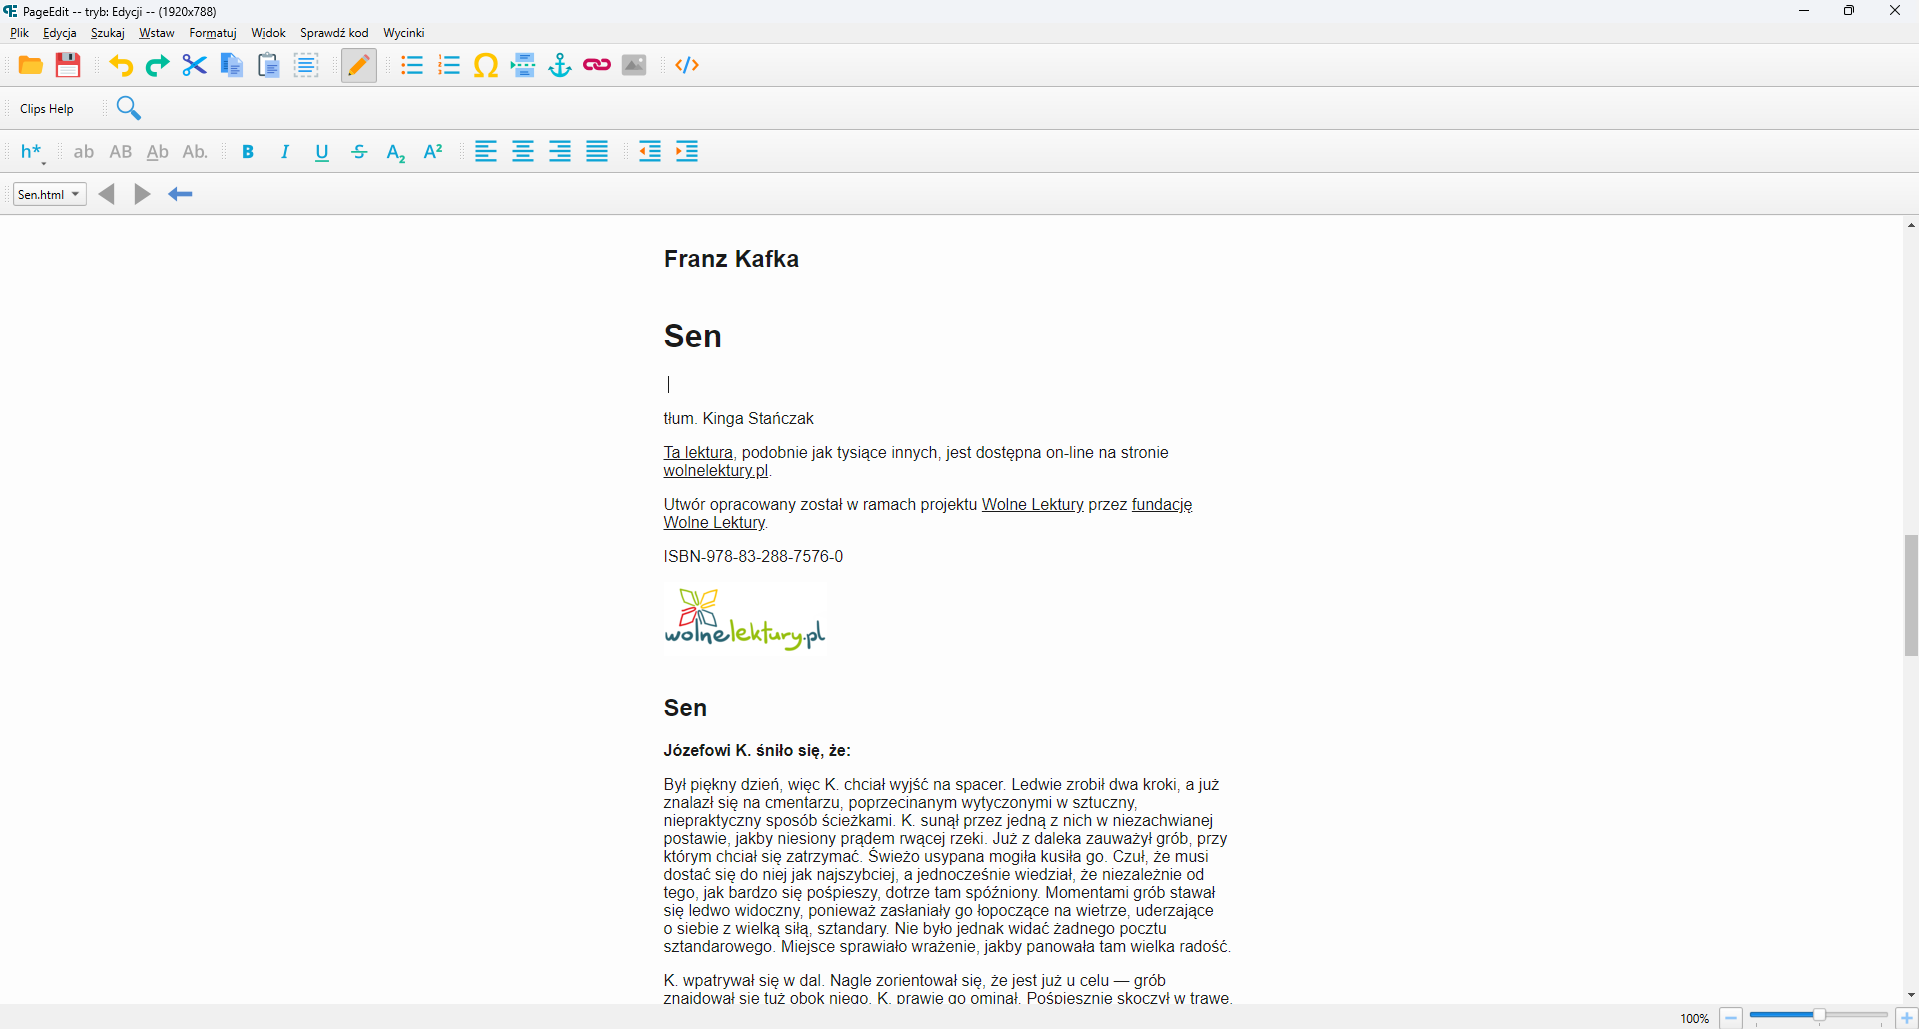 PageEdit -- tryb: Edycji -- (1920x788)
Plik Edycja Szukaj Wstaw Formatuj Widok Sprawdź kod Wycinki
Clips Help
h* ab AB Ab Ab. B I U S A2 A²
Sen.html
Franz Kafka
Sen
tłum. Kinga Stańczak
Ta lektura, podobnie jak tysiące innych, jest dostępna on-line na stronie
wolnelektury.pl.
Utwór opracowany został w ramach projektu Wolne Lektury przez fundację
Wolne Lektury.
ISBN-978-83-288-7576-0
wolnelektury.pl
Sen
Józefowi K. śniło się, że:
Był piękny dzień, więc K. chciał wyjść na spacer. Ledwie zrobił dwa kroki, a już
znalazł się na cmentarzu, poprzecinanym wytyczonymi w sztuczny,
niepraktyczny sposób ścieżkami. K. sunął przez jedną z nich w niezachwianej
postawie, jakby niesiony prądem rwącej rzeki. Już z daleka zauważył grób, przy
którym chciał się zatrzymać. Świeżo usypana mogiła kusiła go. Czuł, że musi
dostać się do niej jak najszybciej, a jednocześnie wiedział, że niezależnie od
tego, jak bardzo się pośpieszy, dotrze tam spóźniony. Momentami grób stawał
się ledwo widoczny, ponieważ zasłaniały go łopoczące na wietrze, uderzające
o siebie z wielką siłą, sztandary. Nie było jednak widać żadnego pocztu
sztandarowego. Miejsce sprawiało wrażenie, jakby panowała tam wielka radość.
K. wpatrywał się w dal. Nagle zorientował się, że jest już u celu — grób
znajdował się tuż obok niego. K. prawie go ominął. Pośpiesznie skoczył w trawę.
100%